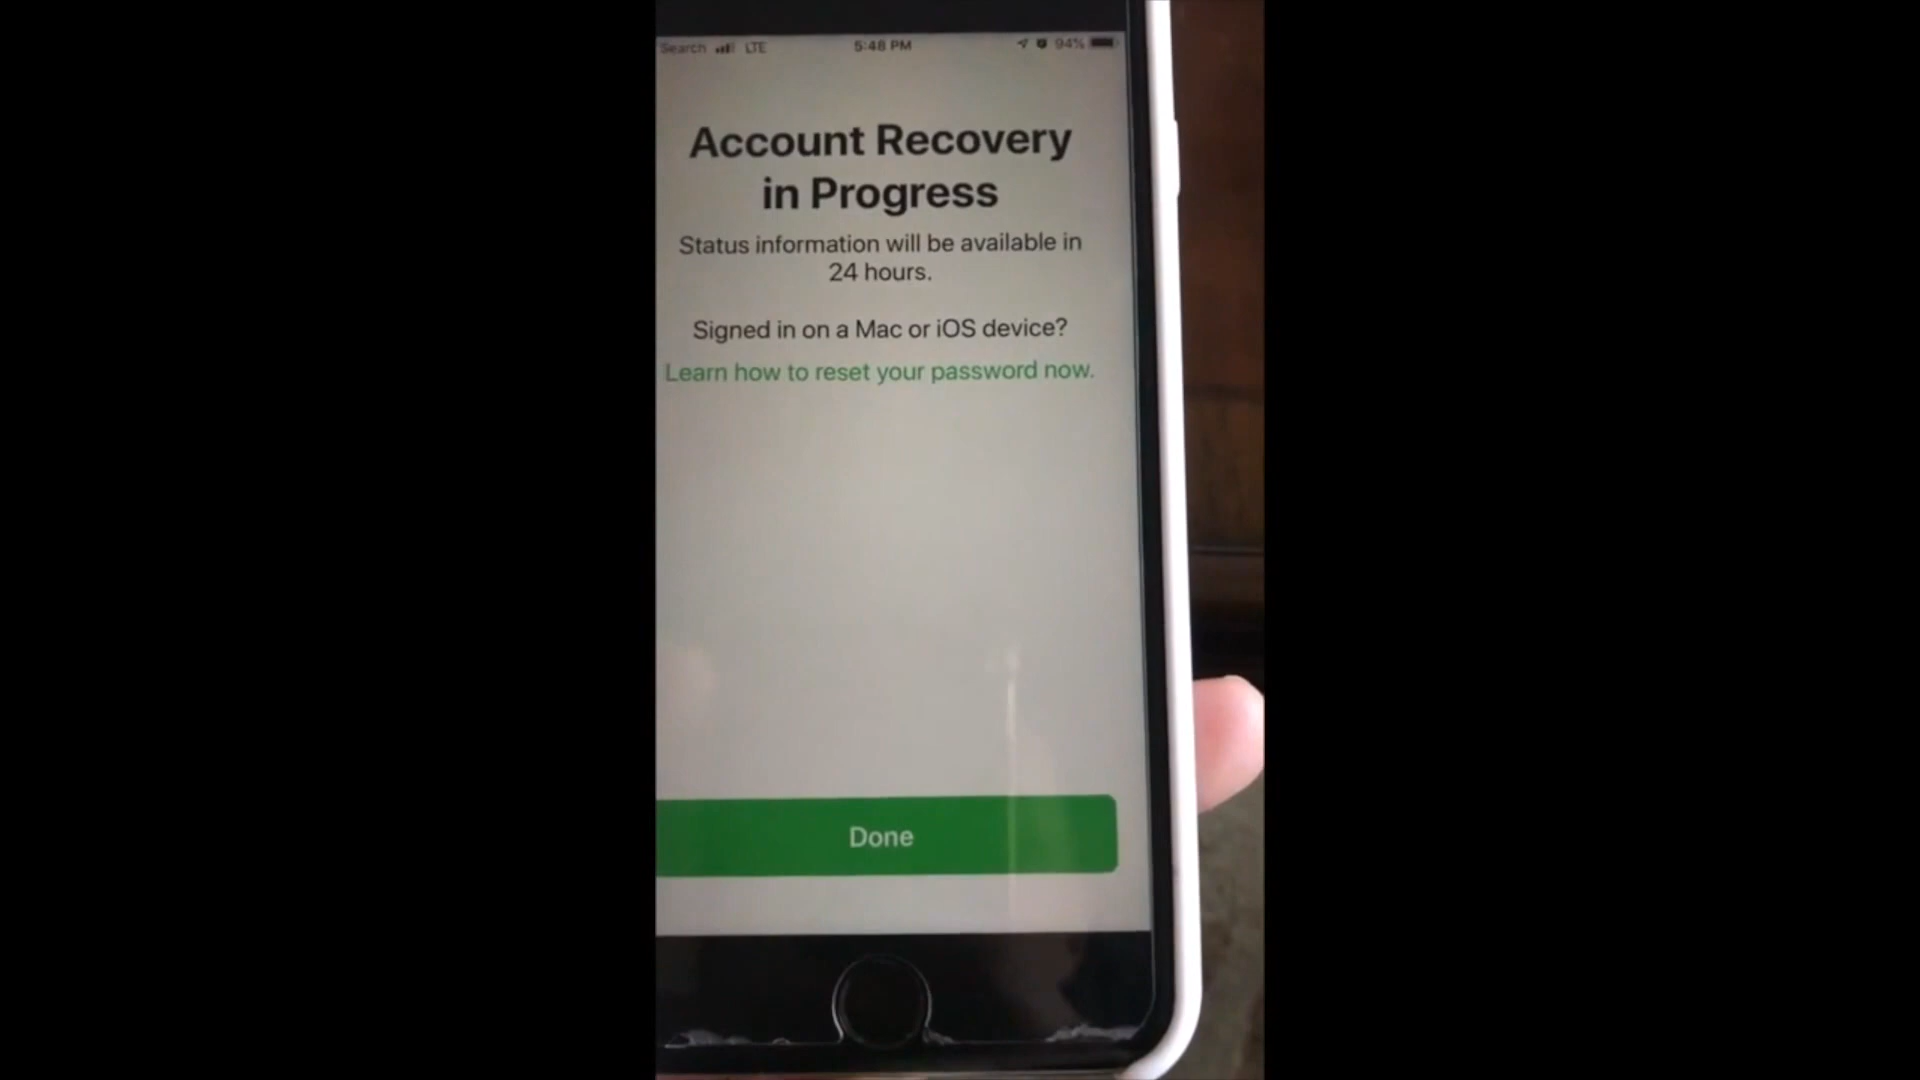 Search LTE 5:48 PM 94%
Account Recovery
in Progress
Status information will be available in
24 hours.
Signed in on a Mac or iOS device?
Learn how to reset your password now.
Done